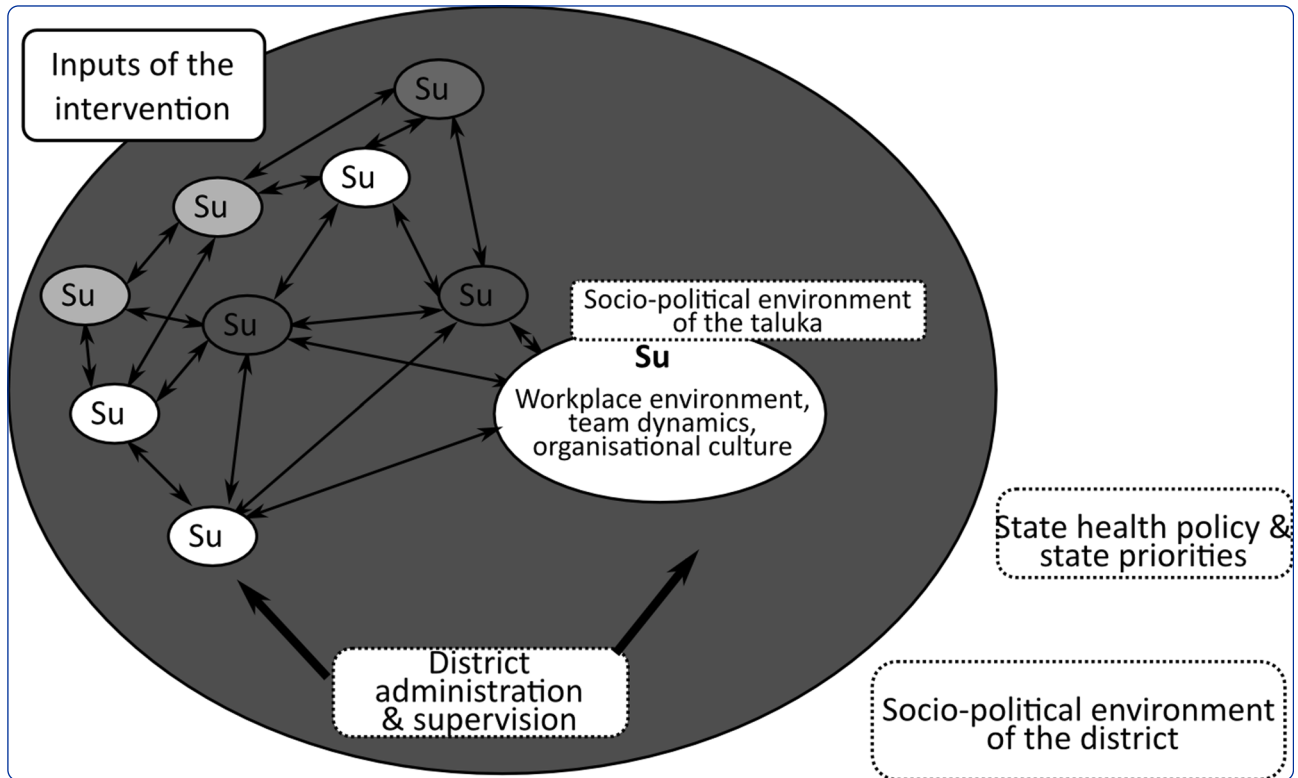 Inputs of the
intervention
Su
Su
Su
Su
Su
Su
Socio-political environment
of the taluka
Su
Workplace environment,
team dynamics,
organisational culture
Su
Su
State health policy &
state priorities
District
administration
& supervision
Socio-political environment
of the district